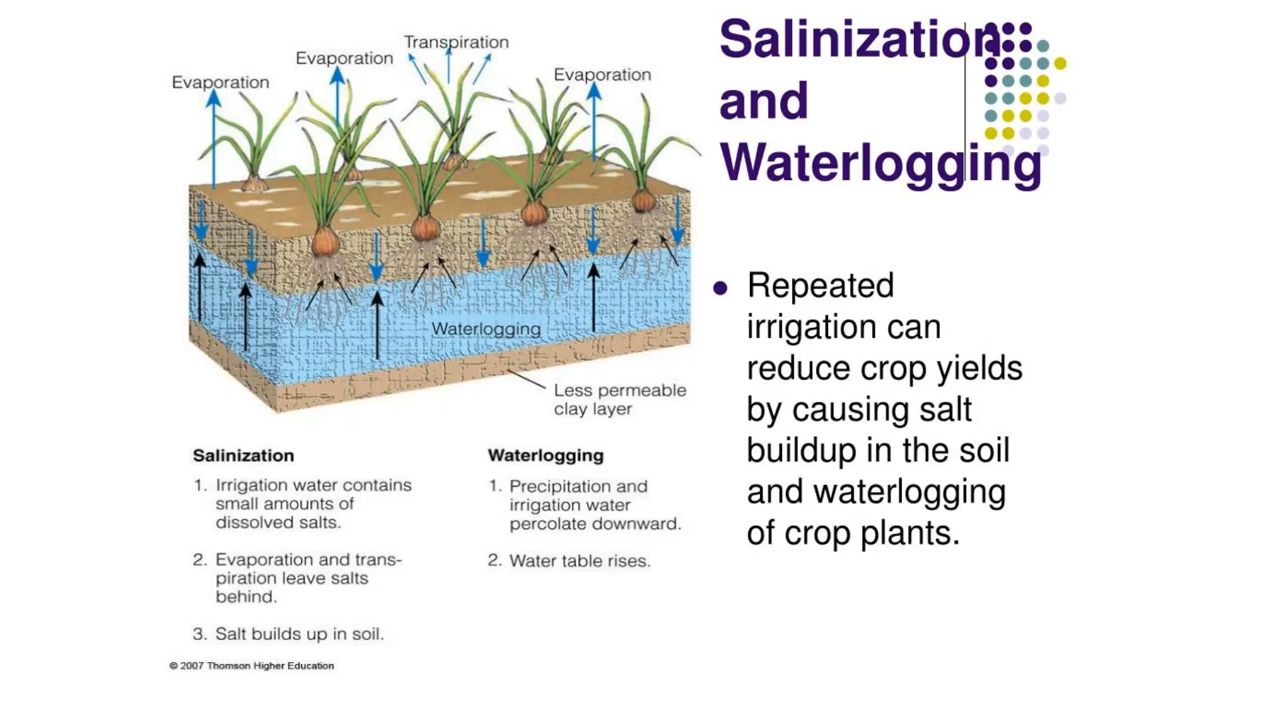 Salinization
and
Waterlogging
Transpiration
Evaporation
Evaporation
Evaporation
Waterlogging
Less permeable
clay layer
Salinization
1. Irrigation water contains
small amounts of
dissolved salts.
2. Evaporation and trans-
piration leave salts
behind.
3. Salt builds up in soil.
Waterlogging
1. Precipitation and
irrigation water
percolate downward.
2. Water table rises.
© 2007 Thomson Higher Education
● Repeated
irrigation can
reduce crop yields
by causing salt
buildup in the soil
and waterlogging
of crop plants.